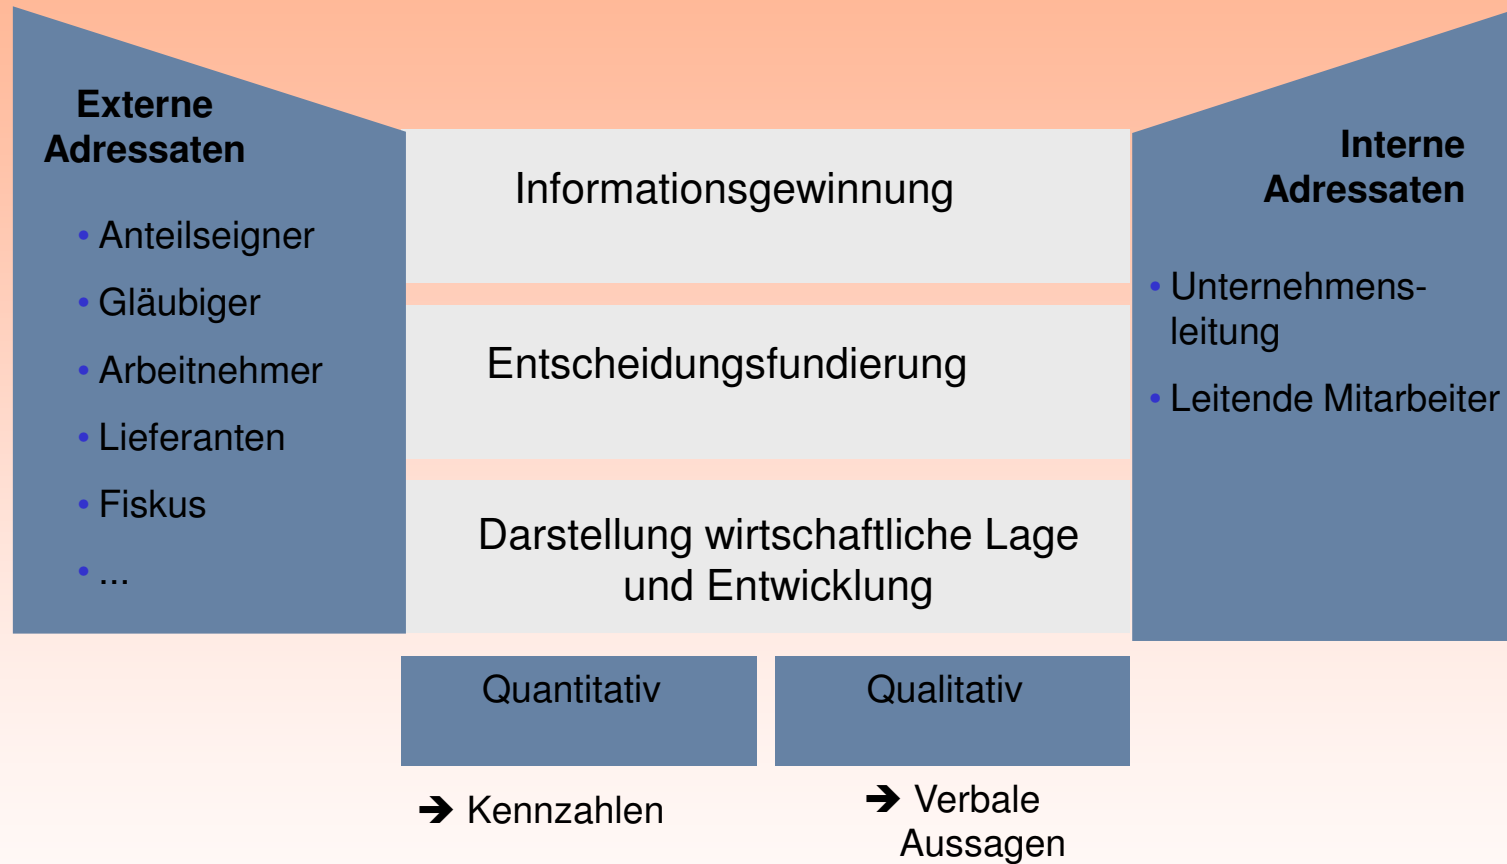 Externe
Adressaten
• Anteilseigner
• Gläubiger
• Arbeitnehmer
• Lieferanten
• Fiskus
• ...
Informationsgewinnung
Entscheidungsfundierung
Darstellung wirtschaftliche Lage
und Entwicklung
Interne
Adressaten
• Unternehmens-
leitung
• Leitende Mitarbeiter
Quantitativ
Qualitativ
➔ Kennzahlen
➔ Verbale
Aussagen